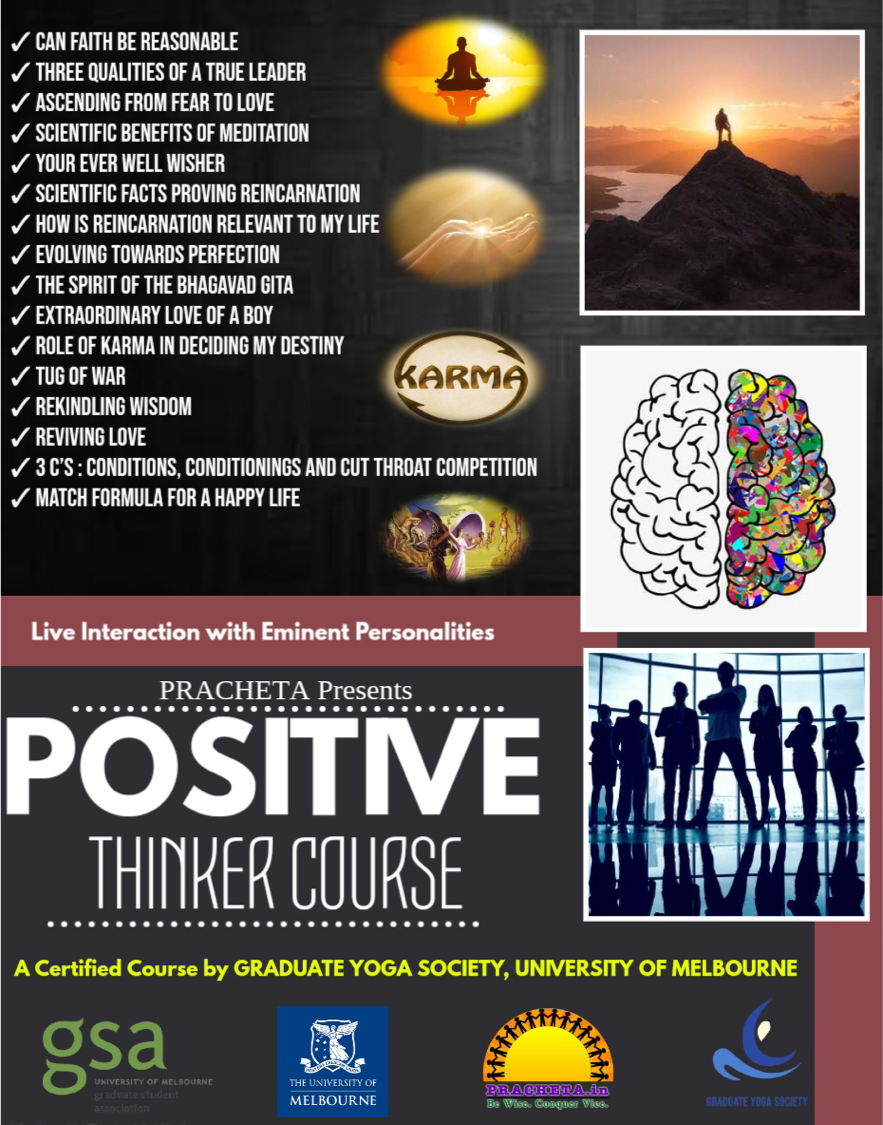 ✓ CAN FAITH BE REASONABLE
✓ THREE QUALITIES OF A TRUE LEADER
✓ ASCENDING FROM FEAR TO LOVE
✓ SCIENTIFIC BENEFITS OF MEDITATION
✓ YOUR EVER WELL WISHER
✓ SCIENTIFIC FACTS PROVING REINCARNATION
✓ HOW IS REINCARNATION RELEVANT TO MY LIFE
✓ EVOLVING TOWARDS PERFECTION
✓ THE SPIRIT OF THE BHAGAVAD GITA
✓ EXTRAORDINARY LOVE OF A BOY
✓ ROLE OF KARMA IN DECIDING MY DESTINY
✓ TUG OF WAR
✓ REKINDLING WISDOM
✓ REVIVING LOVE
✓ 3 C'S : CONDITIONS, CONDITIONINGS AND CUT THROAT COMPETITION
✓ MATCH FORMULA FOR A HAPPY LIFE
KARMA
Live Interaction with Eminent Personalities
PRACHETA Presents
POSITIVE
THINKER COURSE
A Certified Course by GRADUATE YOGA SOCIETY, UNIVERSITY OF MELBOURNE
gsa
UNIVERSITY OF MELBOURNE
graduate student
association
THE UNIVERSITY OF
MELBOURNE
PRACHETA.in
Be Wise. Conquer Vice.
GRADUATE YOGA SOCIETY